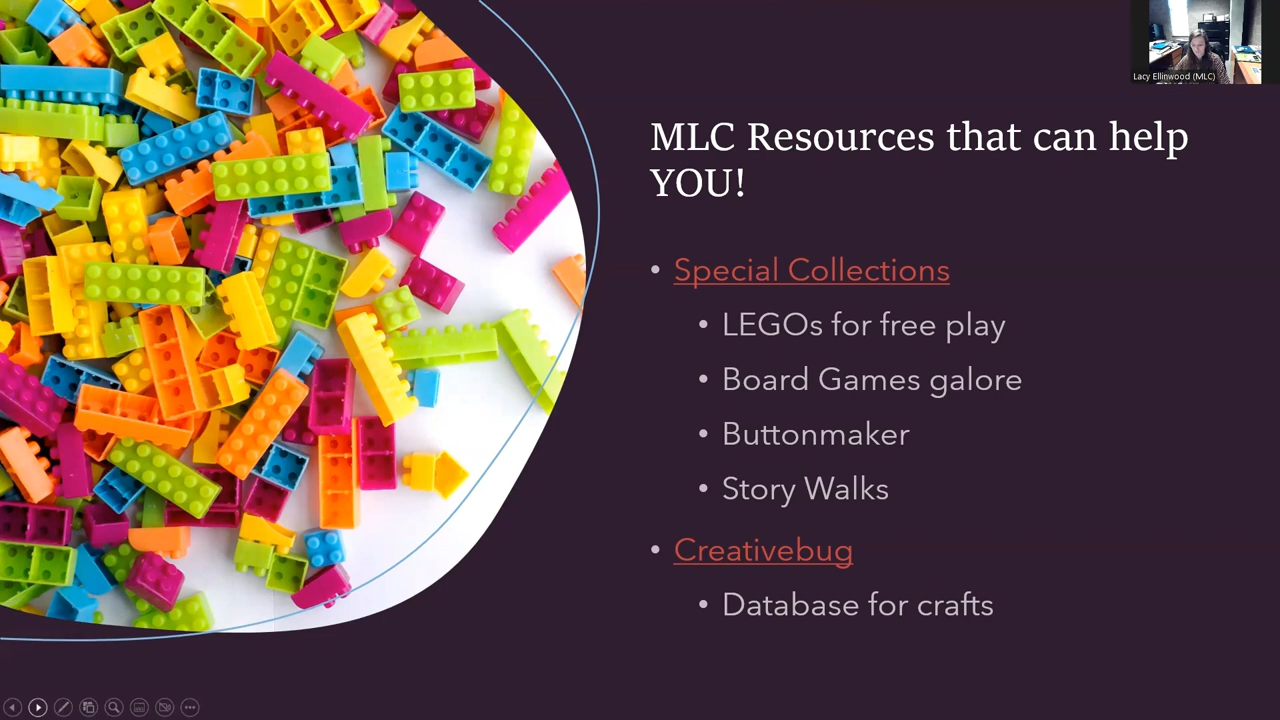 Lacy Ellinwood (MLC)
MLC Resources that can help
YOU!
• Special Collections
• LEGOs for free play
• Board Games galore
• Buttonmaker
• Story Walks
• Creativebug
• Database for crafts